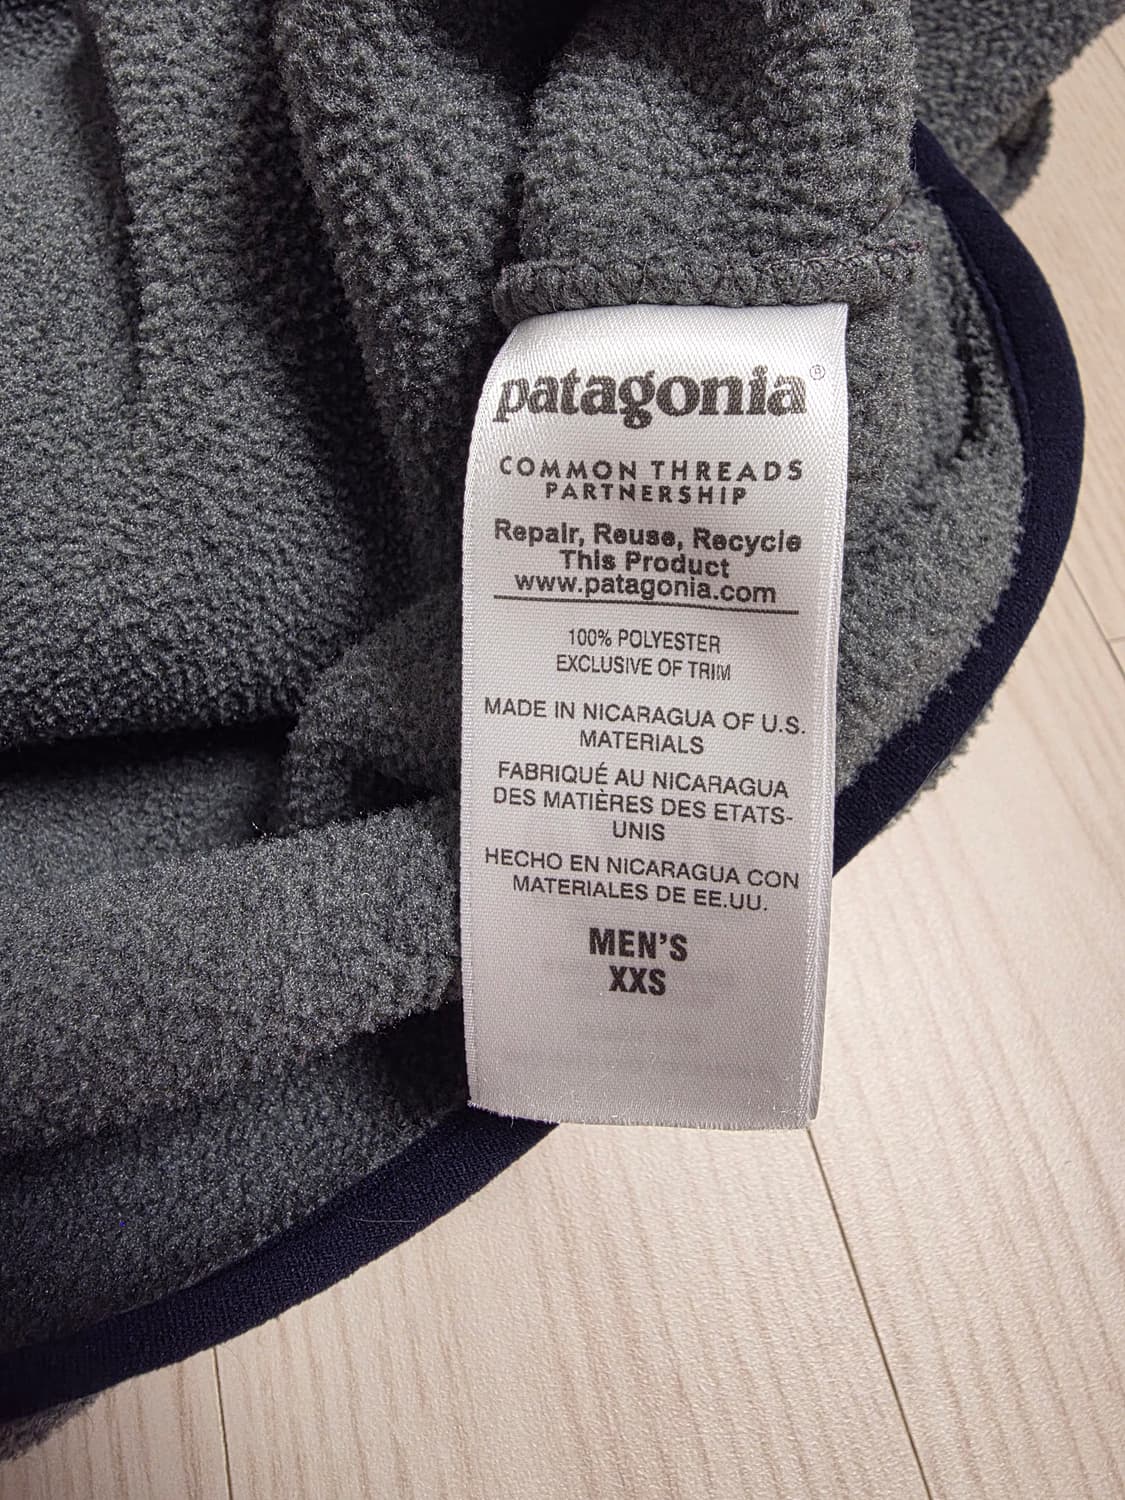 patagonia®
COMMON THREADS
PARTNERSHIP
Repair, Reuse, Recycle
This Product
www.patagonia.com
100% POLYESTER
EXCLUSIVE OF TRIM
MADE IN NICARAGUA OF U.S.
MATERIALS
FABRIQUÉ AU NICARAGUA
DES MATIÈRES DES ETATS-
UNIS
HECHO EN NICARAGUA CON
MATERIALES DE EE.UU.
MEN'S
XXS